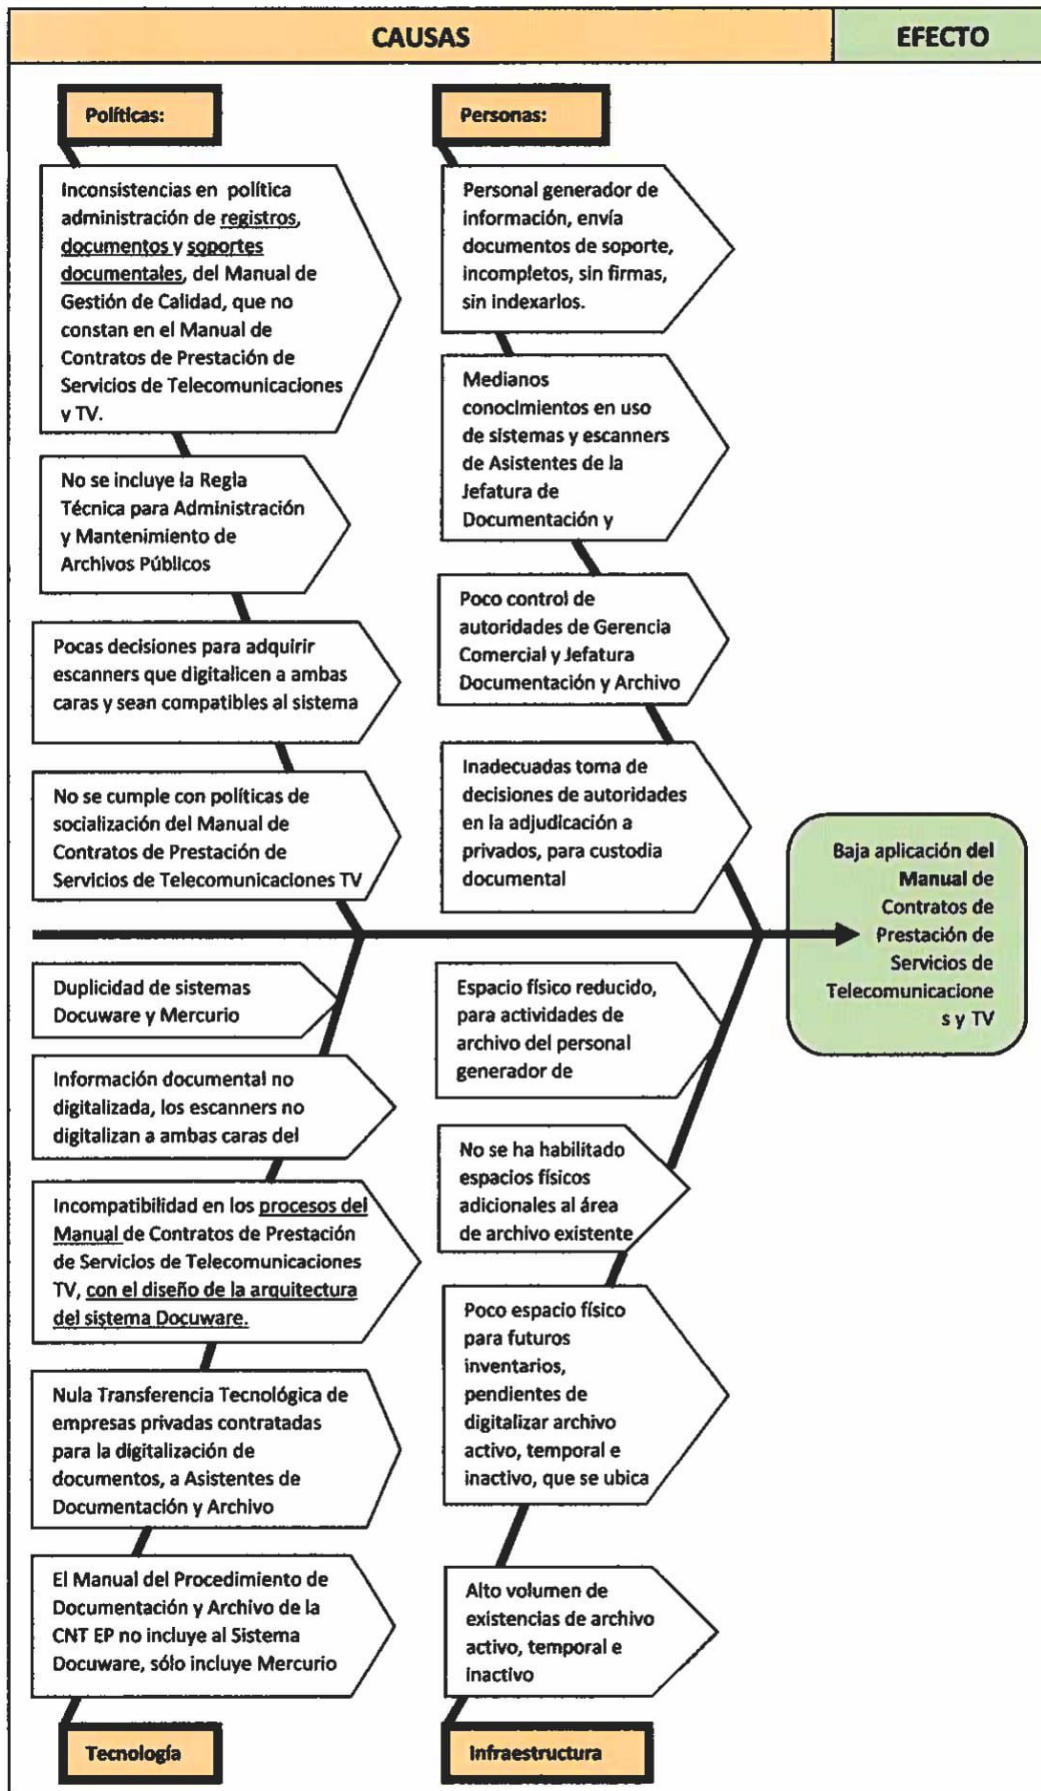 CAUSAS
EFECTO
Políticas:
Inconsistencias en política
administración de registros,
documentos y soportes
documentales, del Manual de
Gestión de Calidad, que no
constan en el Manual de
Contratos de Prestación de
Servicios de Telecomunicaciones
y TV.
No se incluye la Regla
Técnica para Administración
y Mantenimiento de
Archivos Públicos
Pocas decisiones para adquirir
escanners que digitalicen a ambas
caras y sean compatibles al sistema
No se cumple con políticas de
socialización del Manual de
Contratos de Prestación de
Servicios de Telecomunicaciones TV
Personas:
Personal generador de
información, envía
documentos de soporte,
incompletos, sin firmas,
sin indexarlos.
Medianos
conocimientos en uso
de sistemas y escanners
de Asistentes de la
Jefatura de
Documentación y
Poco control de
autoridades de Gerencia
Comercial y Jefatura
Documentación y Archivo
Inadecuadas toma de
decisiones de autoridades
en la adjudicación a
privados, para custodia
documental
Baja aplicación del
Manual de
Contratos de
Prestación de
Servicios de
Telecomunicacione
s y TV
Duplicidad de sistemas
Docuware y Mercurio
Información documental no
digitalizada, los escanners no
digitalizan a ambas caras del
Incompatibilidad en los procesos del
Manual de Contratos de Prestación
de Servicios de Telecomunicaciones
TV, con el diseño de la arquitectura
del sistema Docuware.
Nula Transferencia Tecnológica de
empresas privadas contratadas
para la digitalización de
documentos, a Asistentes de
Documentación y Archivo
El Manual del Procedimiento de
Documentación y Archivo de la
CNT EP no incluye al Sistema
Docuware, sólo incluye Mercurio
Tecnología
Espacio físico reducido,
para actividades de
archivo del personal
generador de
No se ha habilitado
espacios físicos
adicionales al área
de archivo existente
Poco espacio físico
para futuros
inventarios,
pendientes de
digitalizar archivo
activo, temporal e
inactivo, que se ubica
Alto volumen de
existencias de archivo
activo, temporal e
inactivo
Infraestructura